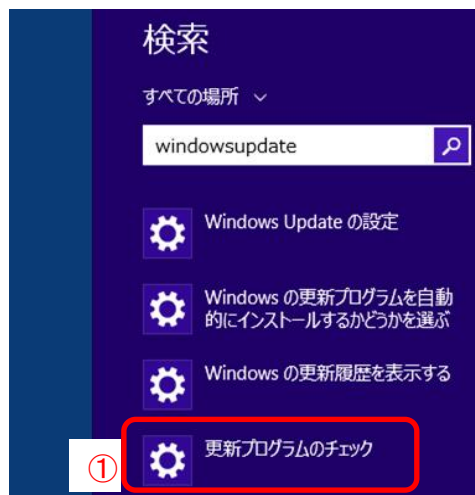 検索
すべての場所
windowsupdate
Windows Update の設定
Windows の更新プログラムを自動
的にインストールするかどうかを選ぶ
Windows の更新履歴を表示する
更新プログラムのチェック
①